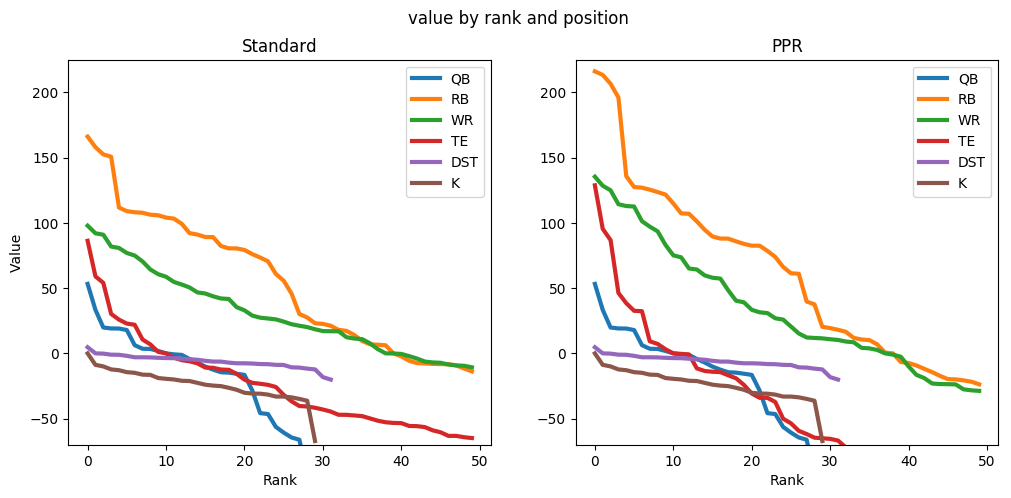 value by rank and position
Standard
200
150
100
50
0
−50
Value
0 10 20 30 40 50
Rank
QB
RB
WR
TE
DST
K
PPR
200
150
100
50
0
−50
0 10 20 30 40 50
Rank
QB
RB
WR
TE
DST
K